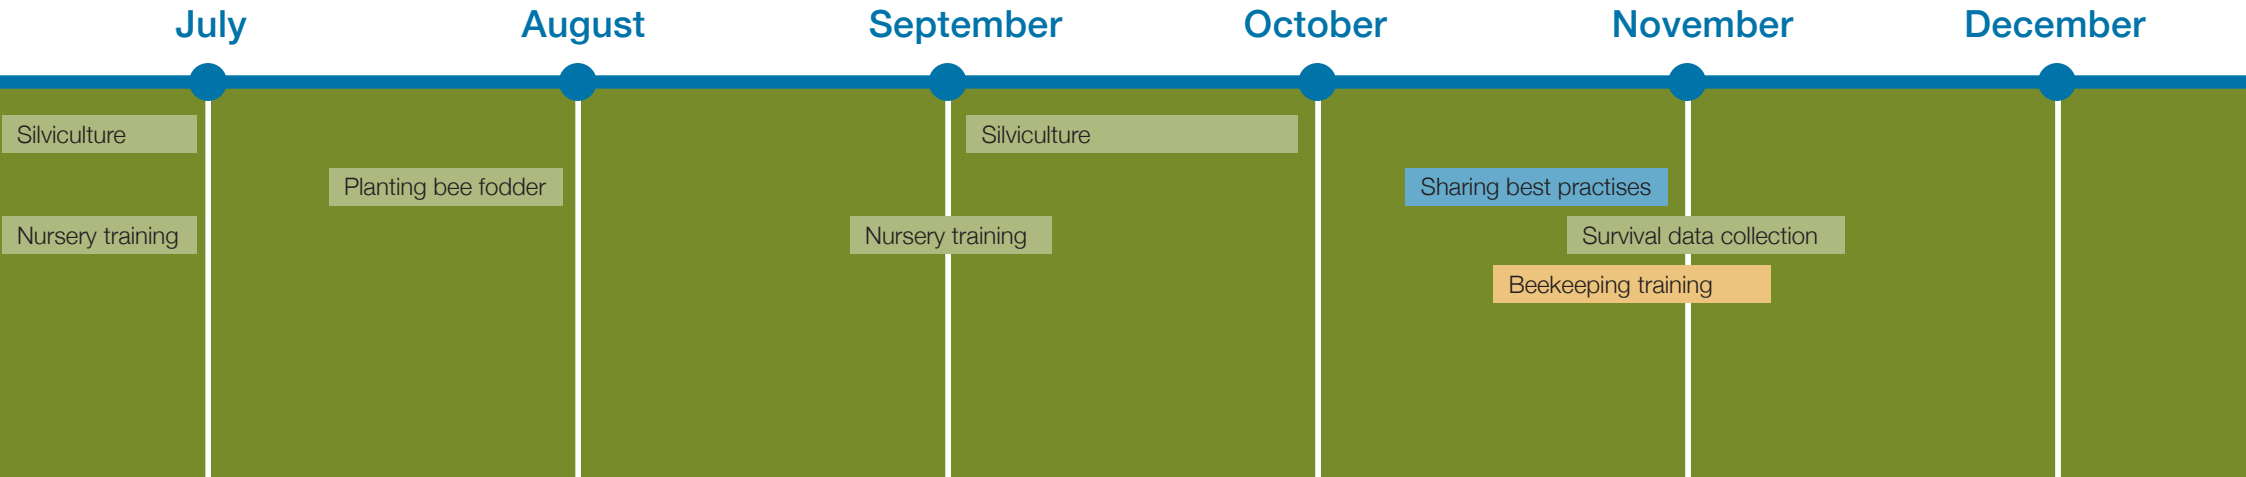 July August September October November December
Silviculture Silviculture
Planting bee fodder Sharing best practises
Nursery training Nursery training Survival data collection
Beekeeping training